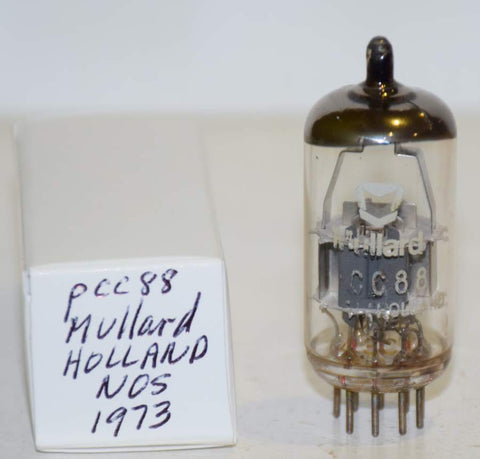 PCC88
Mullard
HOLLAND
NOS
1973
Mullard
CC88